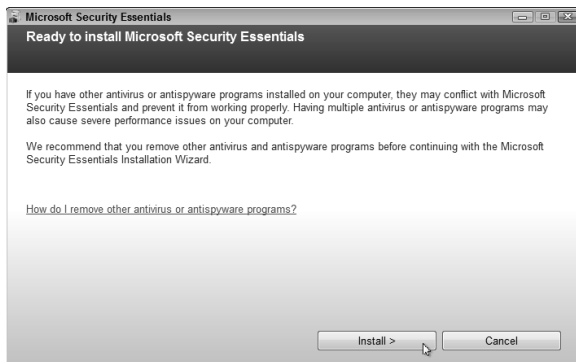 Microsoft Security Essentials
Ready to install Microsoft Security Essentials
If you have other antivirus or antispyware programs installed on your computer, they may conflict with Microsoft
Security Essentials and prevent it from working properly. Having multiple antivirus or antispyware programs may
also cause severe performance issues on your computer.
We recommend that you remove other antivirus and antispyware programs before continuing with the Microsoft
Security Essentials Installation Wizard.
How do I remove other antivirus or antispyware programs?
Install >
Cancel